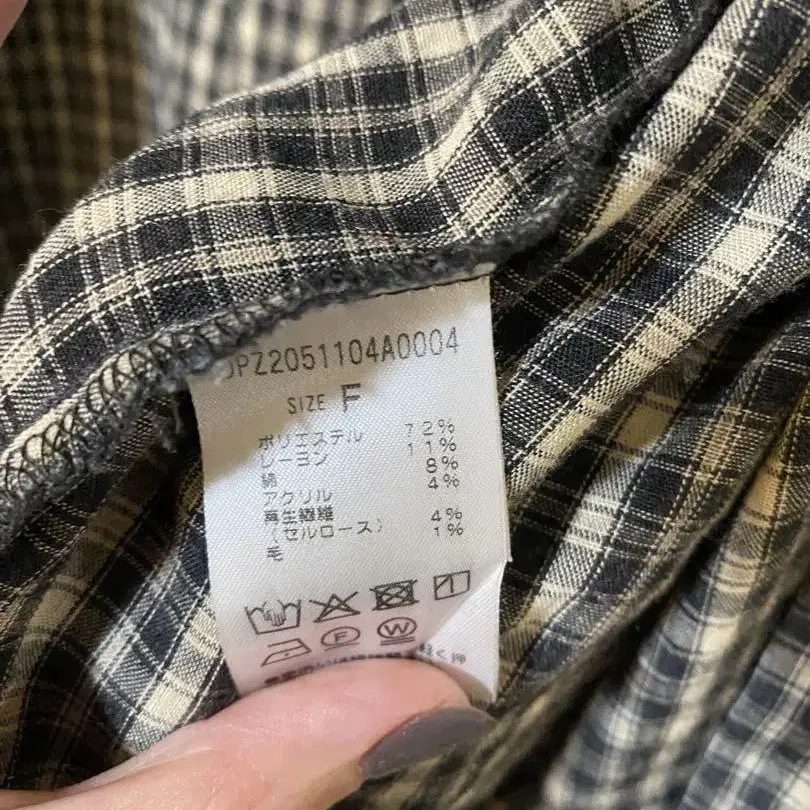 PZ2051104A0004
SIZE F
ポリエステル 72%
レーヨン 11%
綿 8%
アクリル 4%
再生繊維
(セルロース) 4%
毛 1%
F W